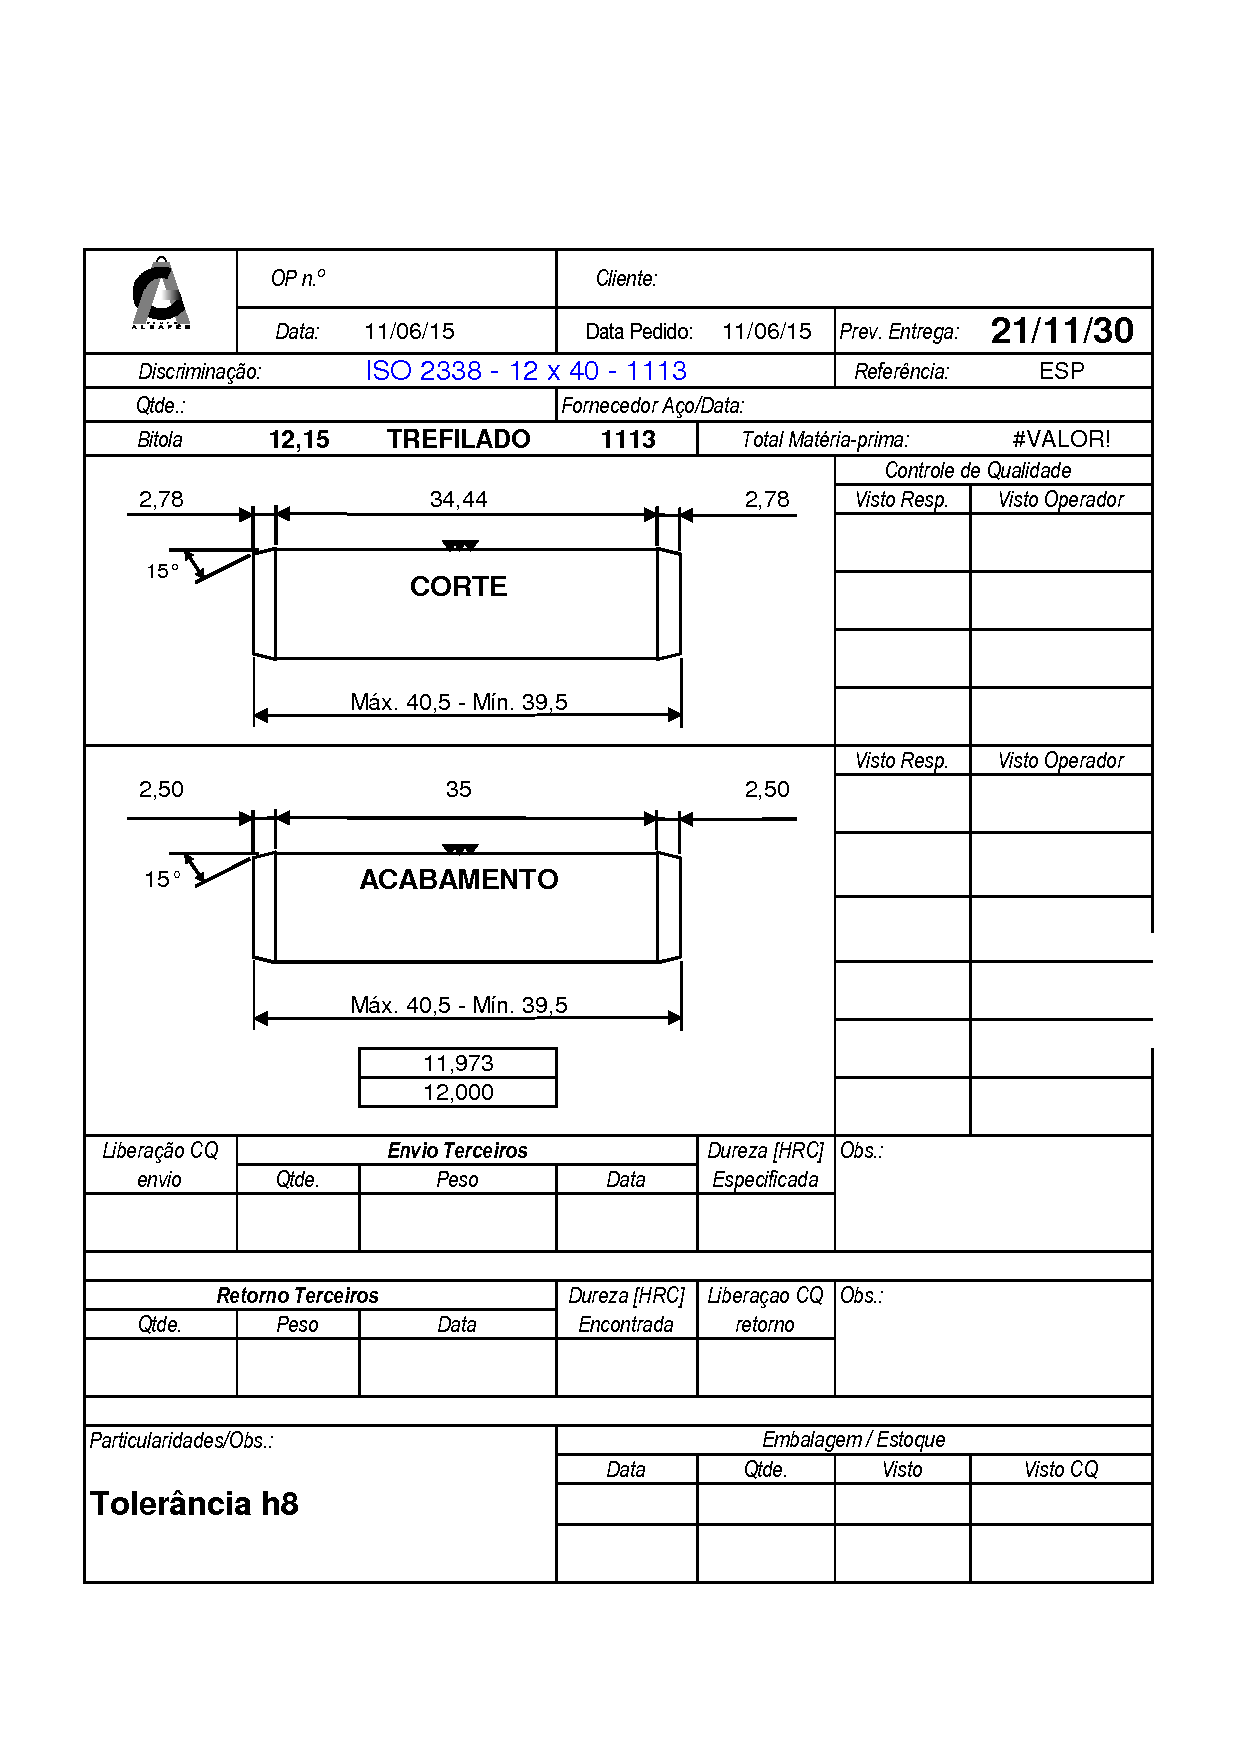 ALBAFER
OP n.º Cliente:
Data: 11/06/15 Data Pedido: 11/06/15 Prev. Entrega: 21/11/30
Discriminação: ISO 2338 - 12 x 40 - 1113 Referência: ESP
Qtde.: Fornecedor Aço/Data:
Bitola 12,15 TREFILADO 1113 Total Matéria-prima: #VALOR!
Controle de Qualidade
2,78 34,44 2,78 Visto Resp. Visto Operador
15°
CORTE
Máx. 40,5 - Mín. 39,5
Visto Resp. Visto Operador
2,50 35 2,50
15°
ACABAMENTO
Máx. 40,5 - Mín. 39,5
11,973
12,000
Liberação CQ Envio Terceiros Dureza [HRC] Obs.:
envio Qtde. Peso Data Especificada
Retorno Terceiros Dureza [HRC] Liberaçao CQ Obs.:
Qtde. Peso Data Encontrada retorno
Particularidades/Obs.: Embalagem / Estoque
Data Qtde. Visto Visto CQ
Tolerância h8